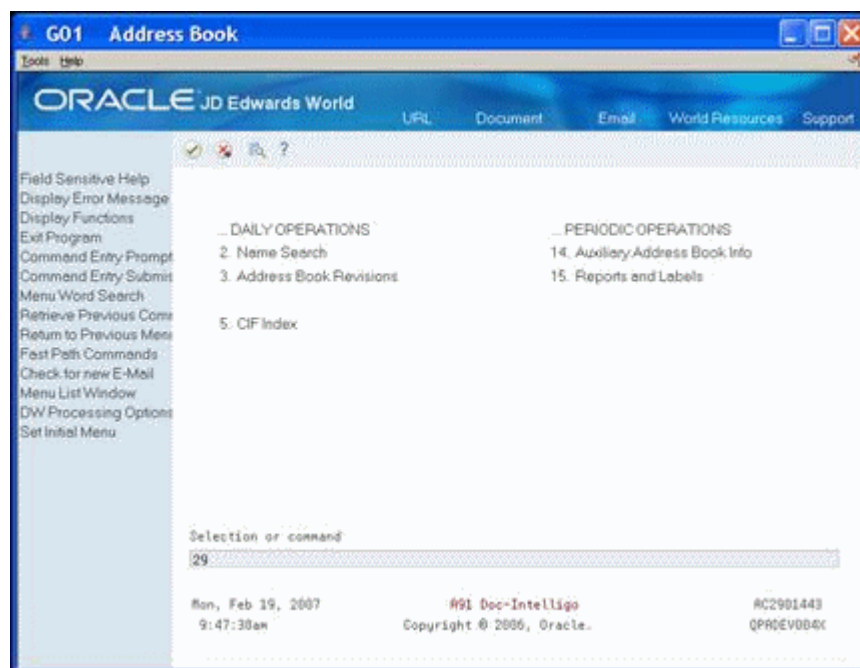 G01 Address Book
Tools Help
ORACLE JD Edwards World
URL Document Email World Resources Support
?
Field Sensitive Help
Display Error Message
Display Functions
Exit Program
Command Entry Prompt
Command Entry Submis
Menu Word Search
Retrieve Previous Comm
Return to Previous Menu
Fast Path Commands
Check for new E-Mail
Menu List Window
DW Processing Options
Set Initial Menu
... DAILY OPERATIONS
2. Name Search
3. Address Book Revisions
5. CIF Index
... PERIODIC OPERATIONS
14. Auxiliary Address Book Info
15. Reports and Labels
Selection or command
29
Mon, Feb 19, 2007 A91 Doc-Intelligo AC2901443
9:47:38am Copyright © 2006, Oracle. QPADEV004X